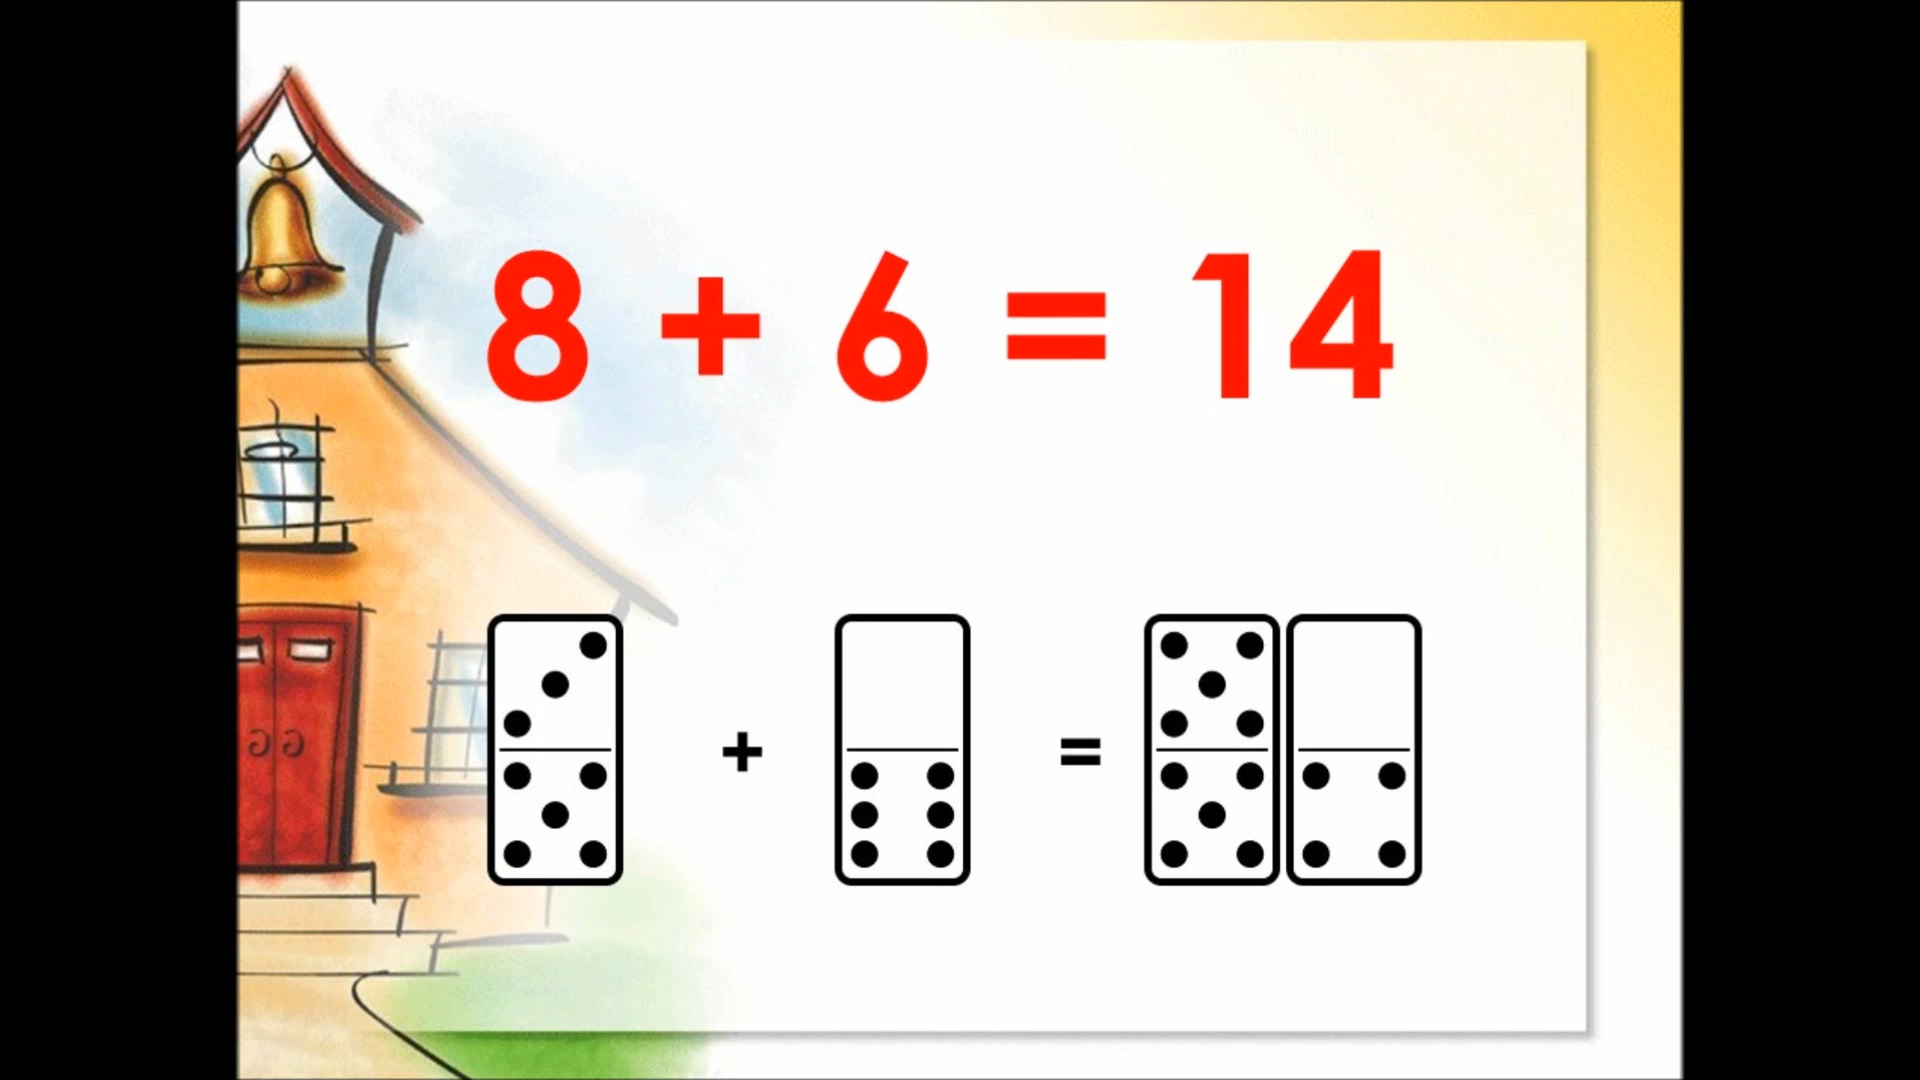 8 + 6 = 14
+ =